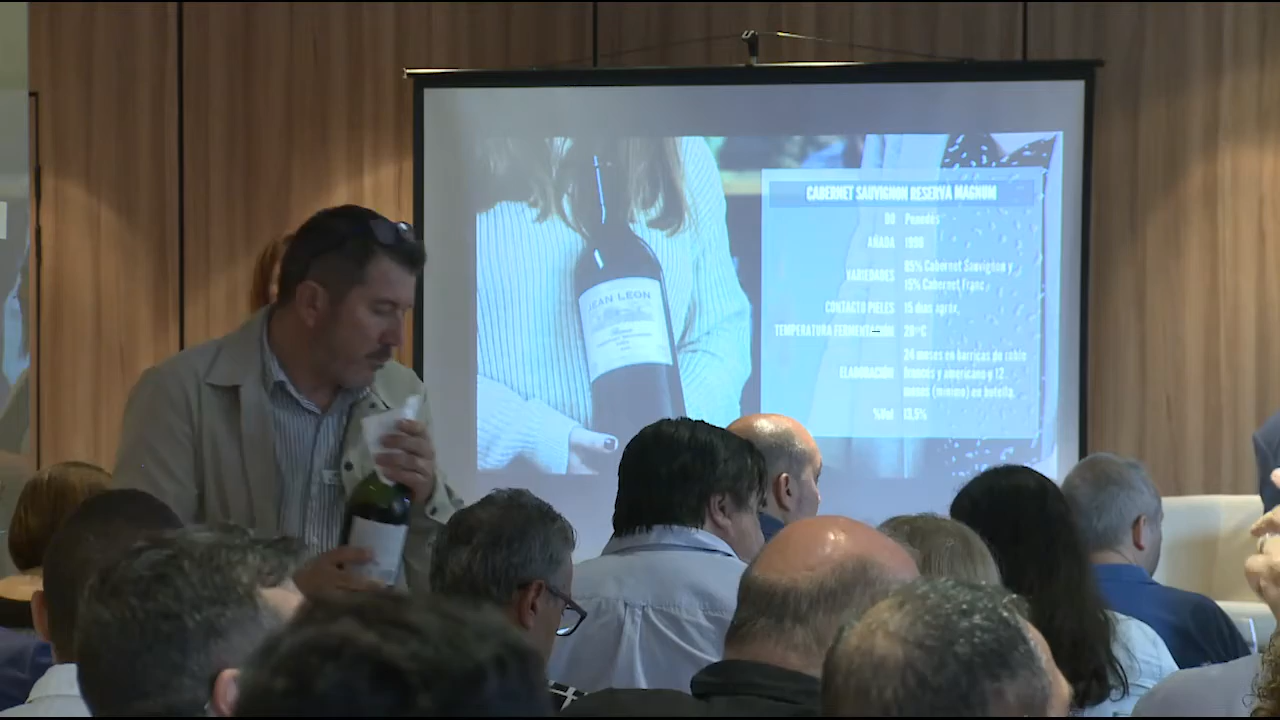 JEAN LEON
CABERNET SAUVIGNON RESERVA MAGNUM
DO Penedès
AÑADA 1996
VARIEDADES 85% Cabernet Sauvignon y
15% Cabernet Franc
CONTACTO PIELES 15 días aprox.
TEMPERATURA FERMENTACIÓN 28ºC
ELABORACIÓN 24 meses en barricas de roble
francés y americano y 12
meses (mínimo) en botella.
%Vol 13,5%